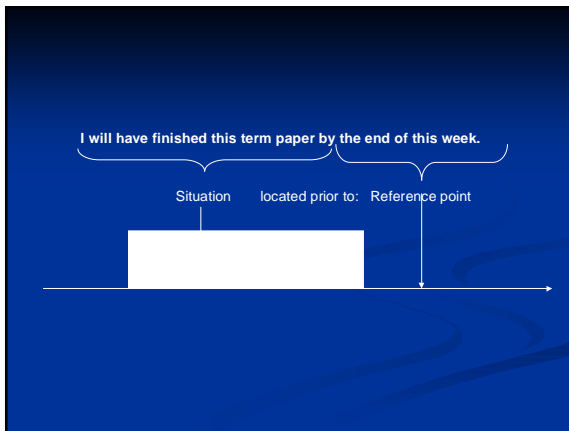 I will have finished this term paper by the end of this week.
Situation located prior to: Reference point